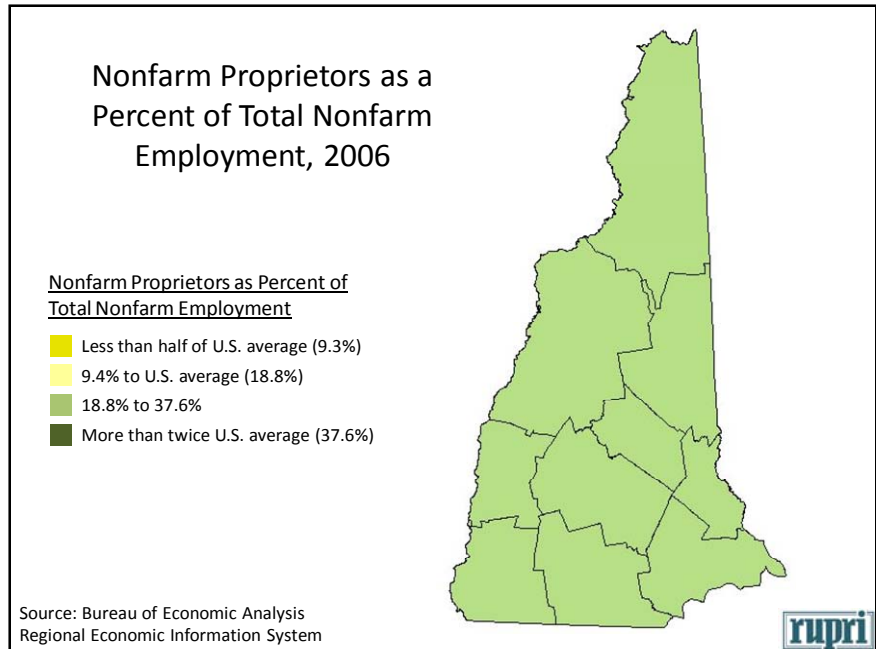 Nonfarm Proprietors as a
Percent of Total Nonfarm
Employment, 2006
Nonfarm Proprietors as Percent of
Total Nonfarm Employment
Less than half of U.S. average (9.3%)
9.4% to U.S. average (18.8%)
18.8% to 37.6%
More than twice U.S. average (37.6%)
Source: Bureau of Economic Analysis
Regional Economic Information System
rupri